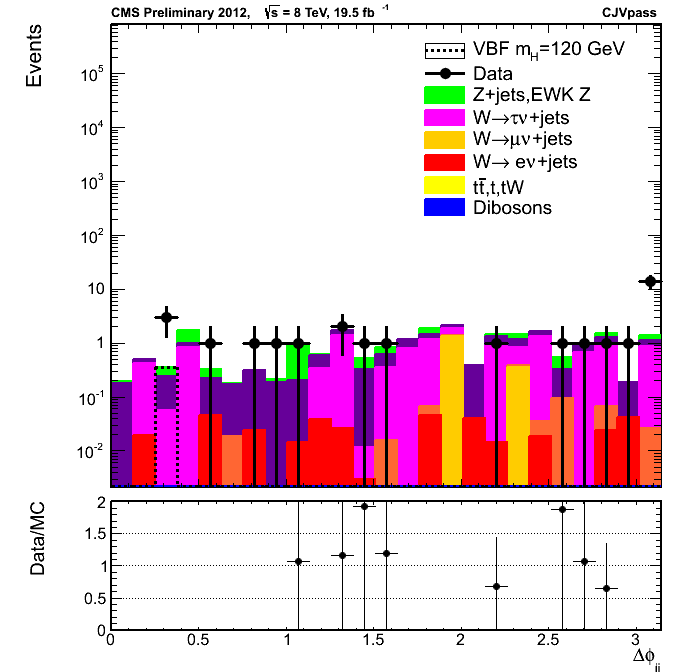 CMS Preliminary 2012, √s = 8 TeV, 19.5 fb⁻¹ CJVpass
Events
10⁵
10⁴
10³
10²
10
1
10⁻¹
10⁻²
VBF m_H=120 GeV
Data
Z+jets,EWK Z
W→τν+jets
W→μν+jets
W→ eν+jets
tt̄,t,tW
Dibosons
Data/MC
2
1.5
1
0.5
0
0 0.5 1 1.5 2 2.5 3
Δϕ_jj